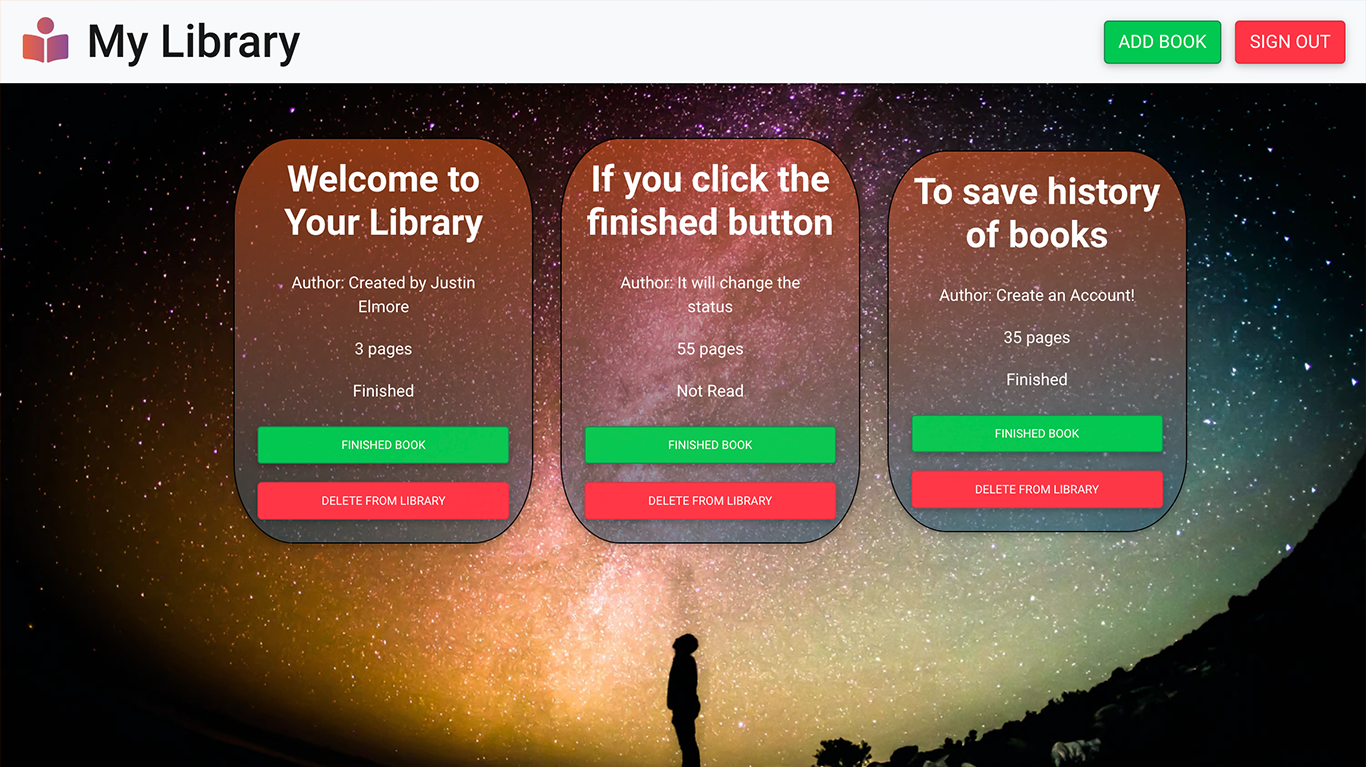 My Library
ADD BOOK
SIGN OUT
Welcome to
Your Library
Author: Created by Justin
Elmore
3 pages
Finished
FINISHED BOOK
DELETE FROM LIBRARY
If you click the
finished button
Author: It will change the
status
55 pages
Not Read
FINISHED BOOK
DELETE FROM LIBRARY
To save history
of books
Author: Create an Account!
35 pages
Finished
FINISHED BOOK
DELETE FROM LIBRARY